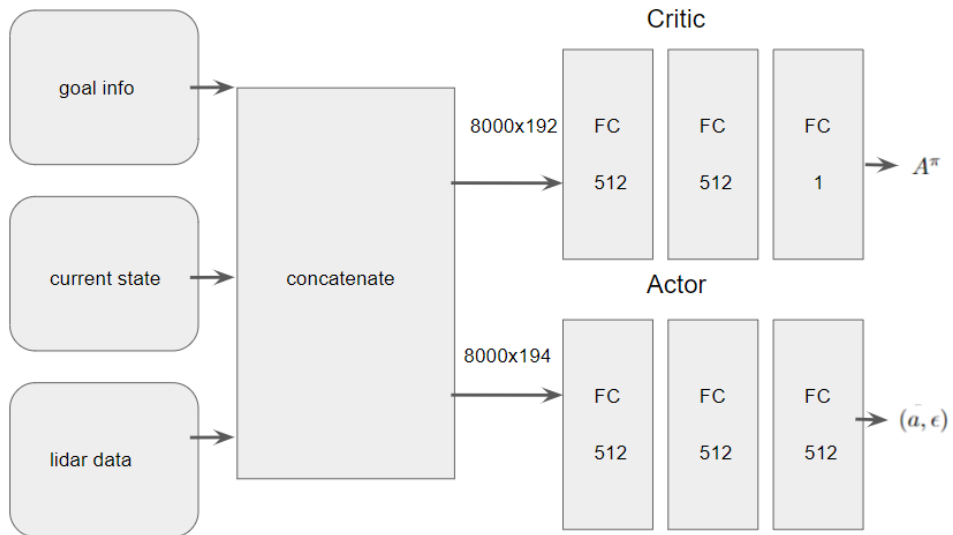 Critic
goal info
8000x192
FC
FC
FC
512
512
1
A^π
current state
concatenate
Actor
8000x194
FC
FC
FC
(a̅, ϵ)
lidar data
512
512
512